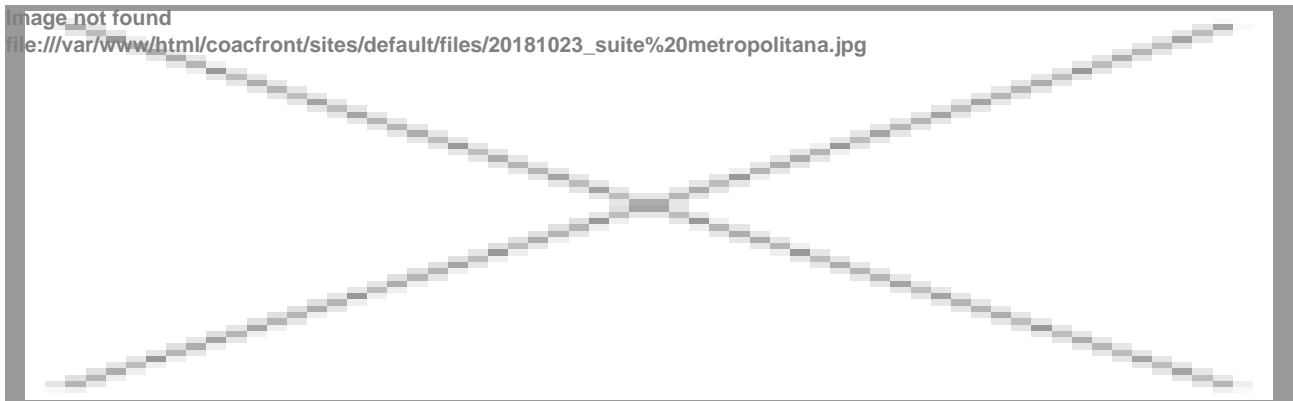 Image not found
file:///var/www/html/coacfront/sites/default/files/20181023_suite%20metropolitana.jpg